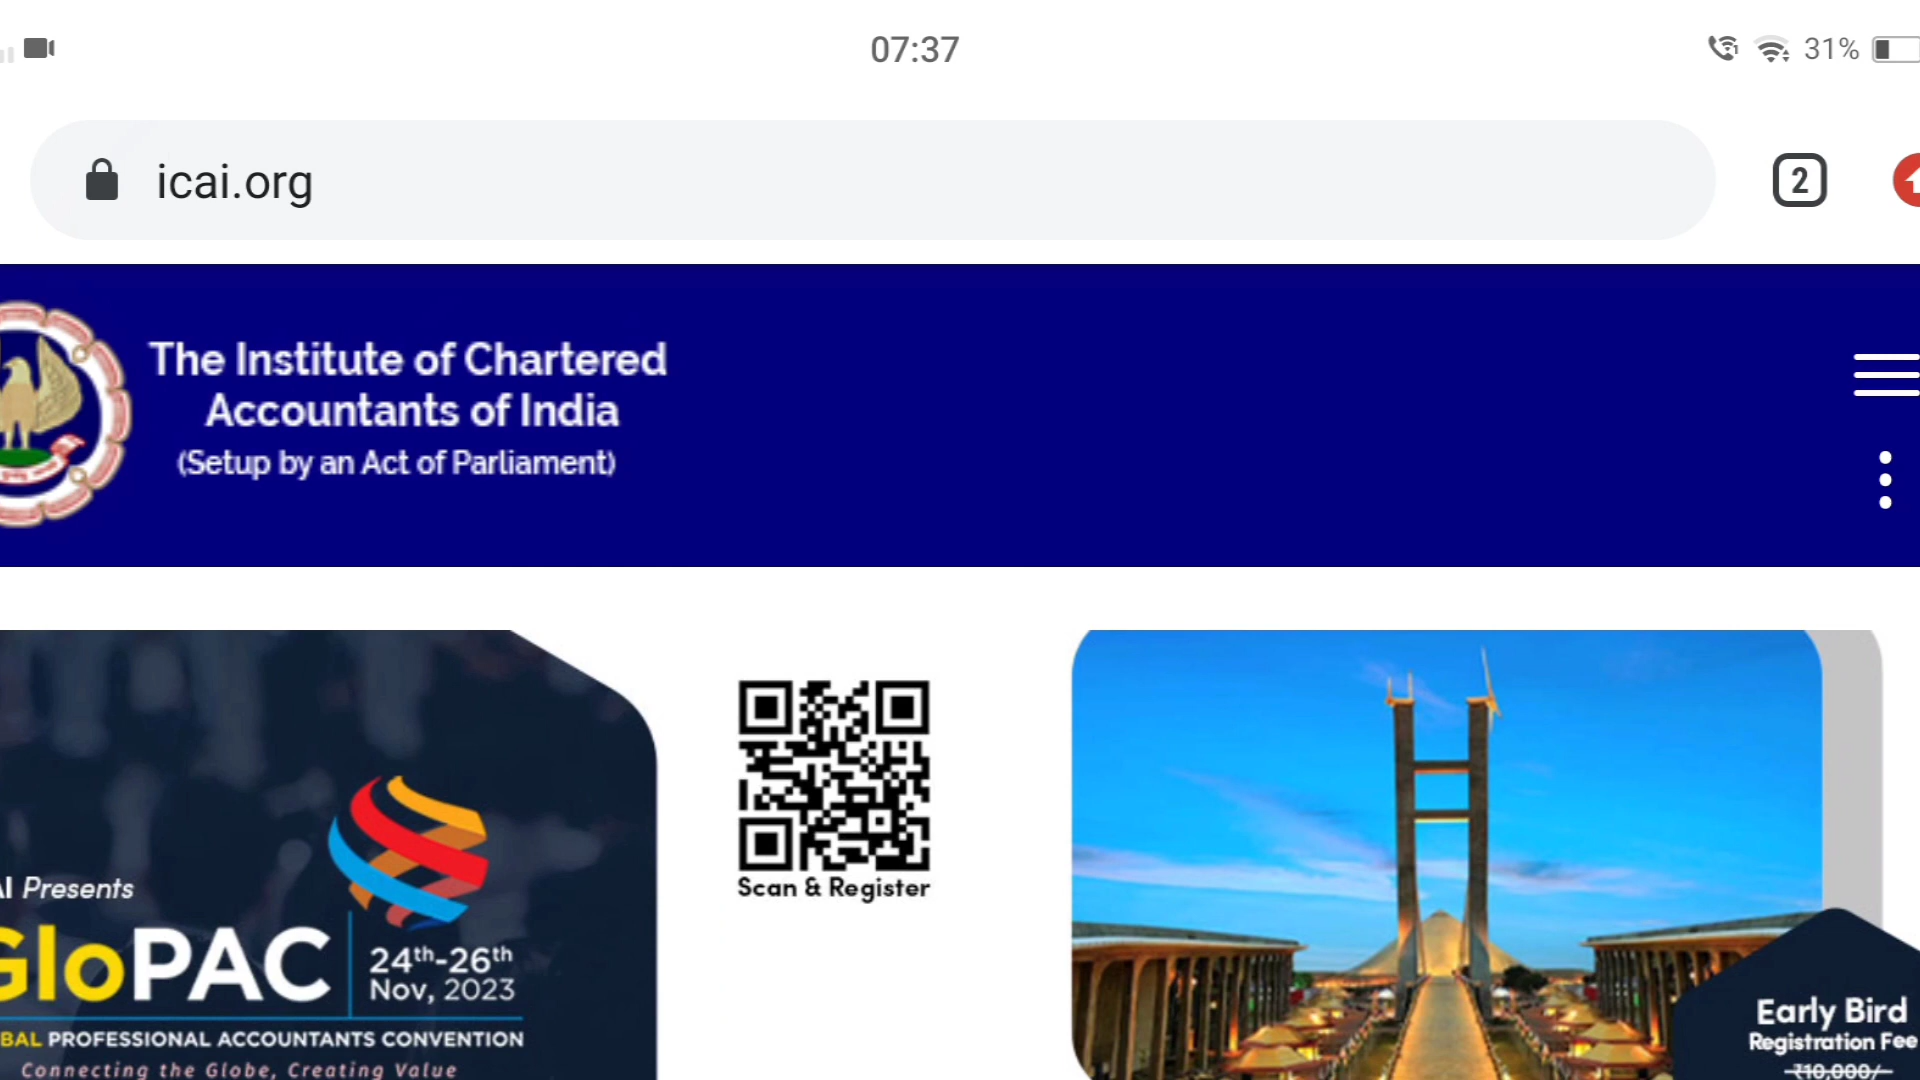 07:37
31%
icai.org
2
The Institute of Chartered
Accountants of India
(Setup by an Act of Parliament)
Scan & Register
Presents
GloPAC
24th-26th
Nov, 2023
PROFESSIONAL ACCOUNTANTS CONVENTION
Connecting the Globe, Creating Value
Early Bird
Registration Fee
₹10,000/-